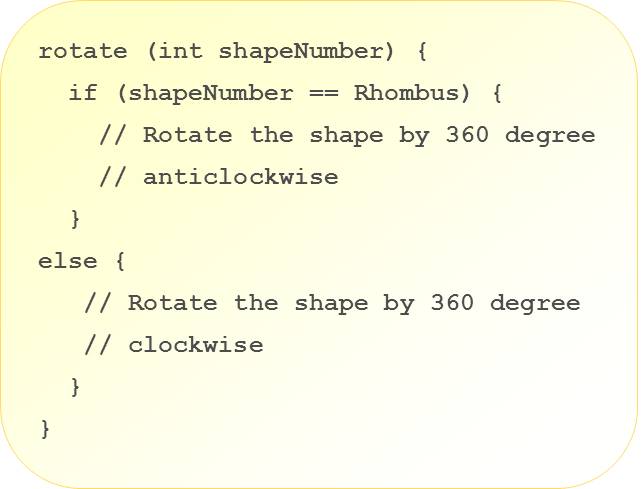 rotate (int shapeNumber) {
if (shapeNumber == Rhombus) {
// Rotate the shape by 360 degree
// anticlockwise
}
else {
// Rotate the shape by 360 degree
// clockwise
}
}